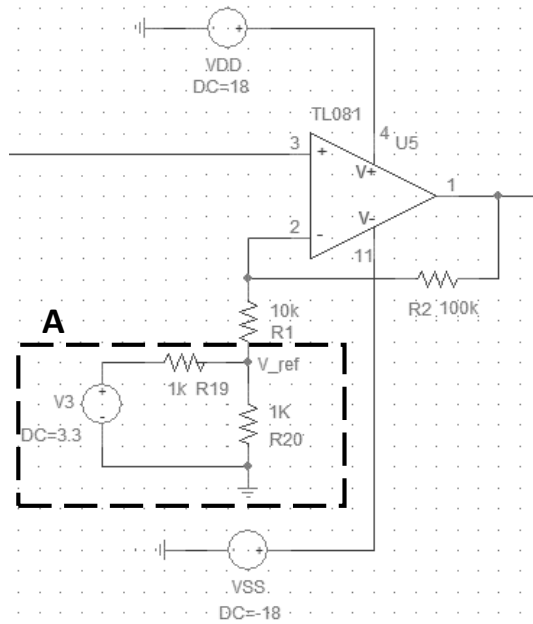 VDD
DC=18
TL081
3
+
4
U5
V+
1
2
-
V-
11
10k
R1
R2 100k
A
V_ref
1k R19
V3
+
-
DC=3.3
1K
R20
+
VSS
DC=-18